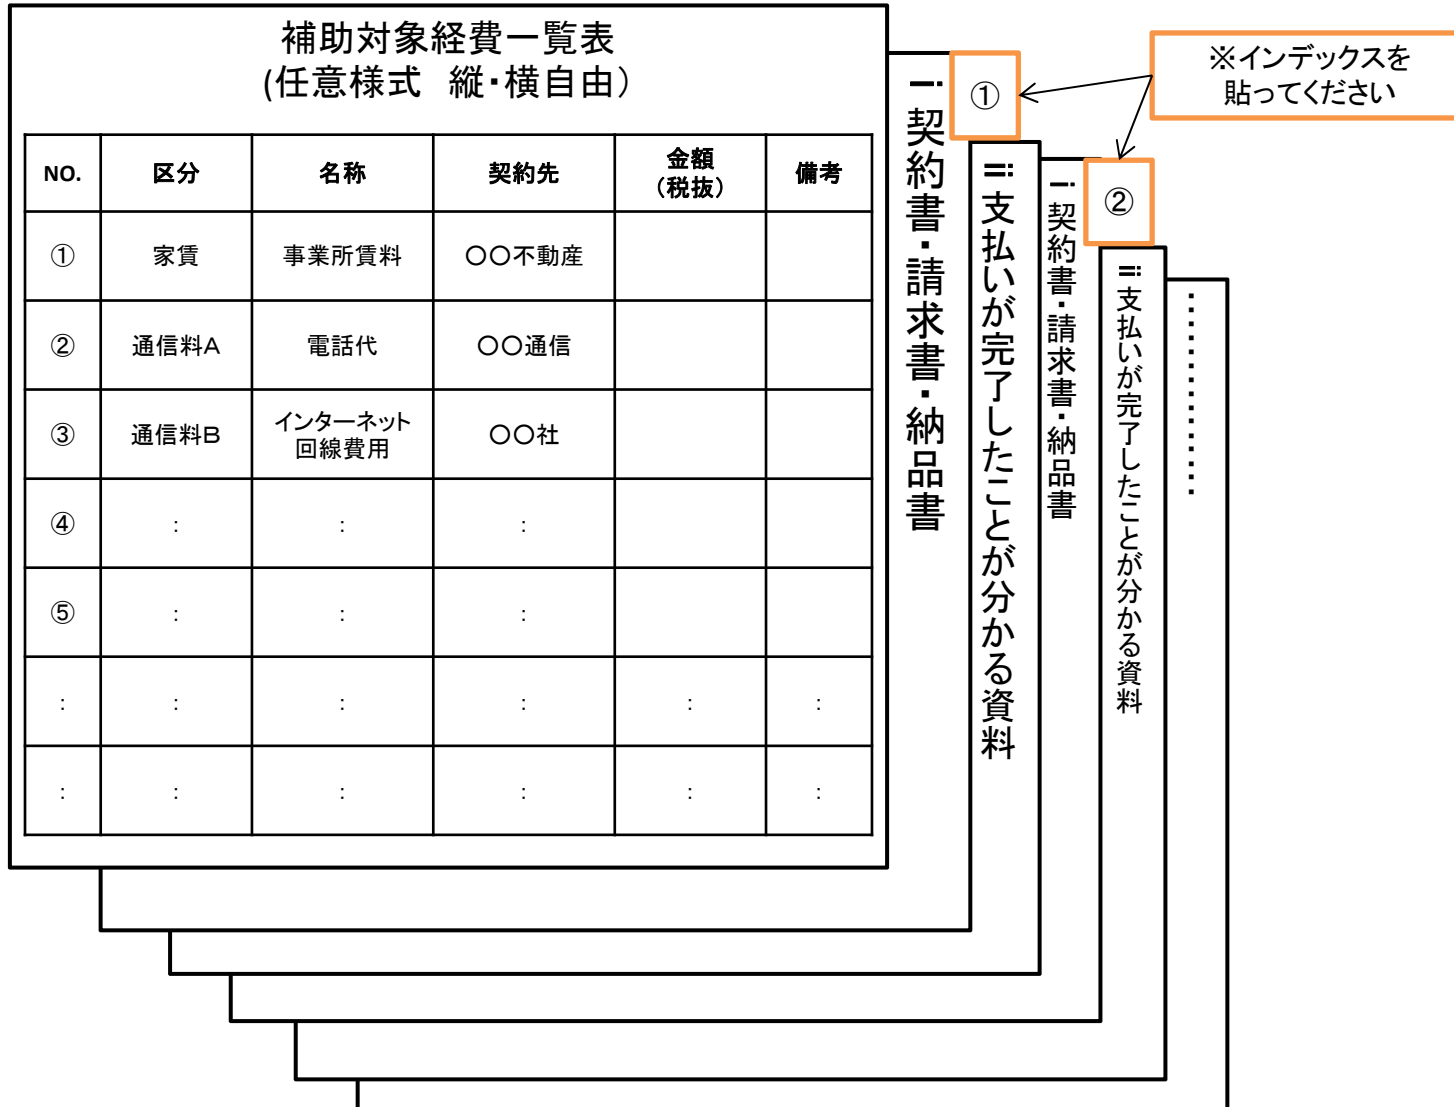 補助対象経費一覧表
(任意様式　縦・横自由）
NO. 区分 名称 契約先 金額（税抜） 備考
① 家賃 事業所賃料 〇〇不動産
② 通信料A 電話代 〇〇通信
③ 通信料B インターネット回線費用 〇〇社
④ : : :
⑤ : : :
: : : : : :
: : : : : :
ⅰ 契約書・請求書・納品書
①
ⅱ 支払いが完了したことが分かる資料
ⅰ 契約書・請求書・納品書
②
ⅱ 支払いが完了したことが分かる資料
・・・・・・・・・・・・・
※インデックスを
貼ってください